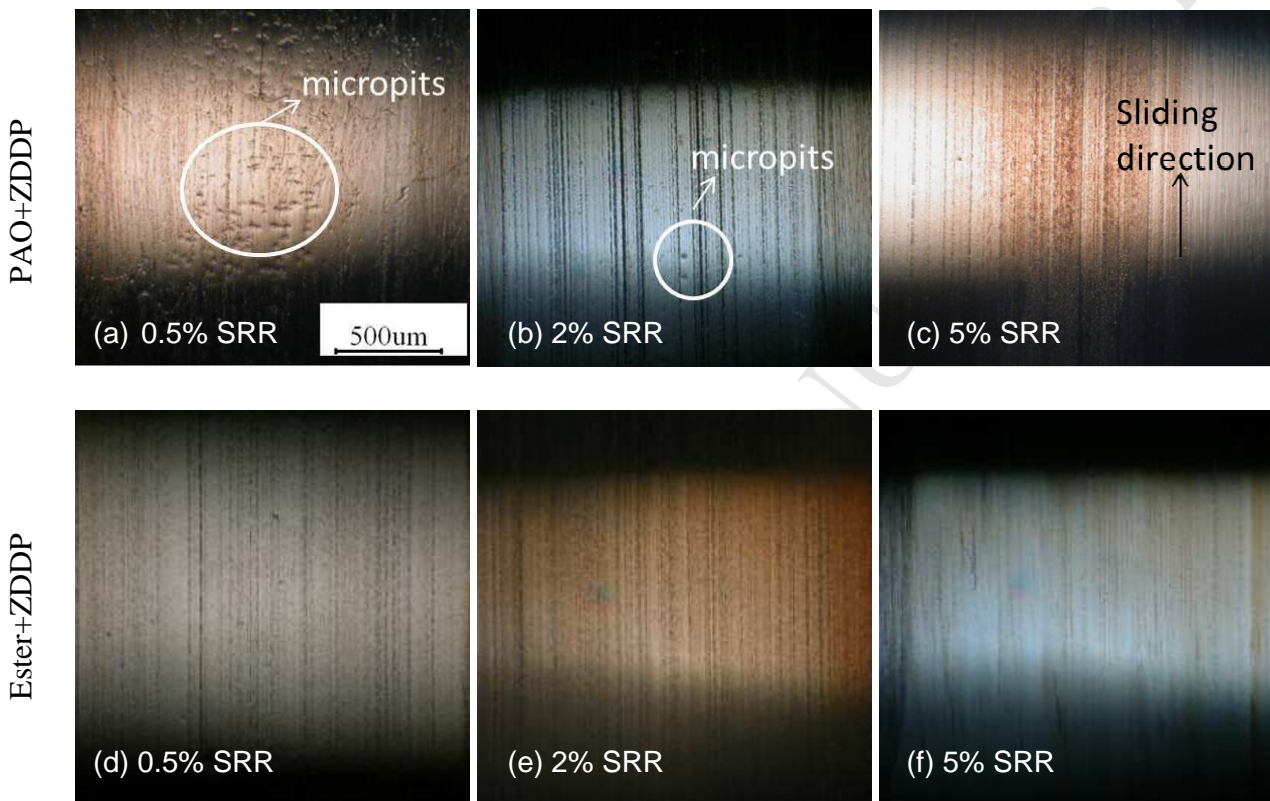 PAO+ZDDP
micropits
(a) 0.5% SRR
500um
micropits
(b) 2% SRR
Sliding
direction
(c) 5% SRR
Ester+ZDDP
(d) 0.5% SRR
(e) 2% SRR
(f) 5% SRR